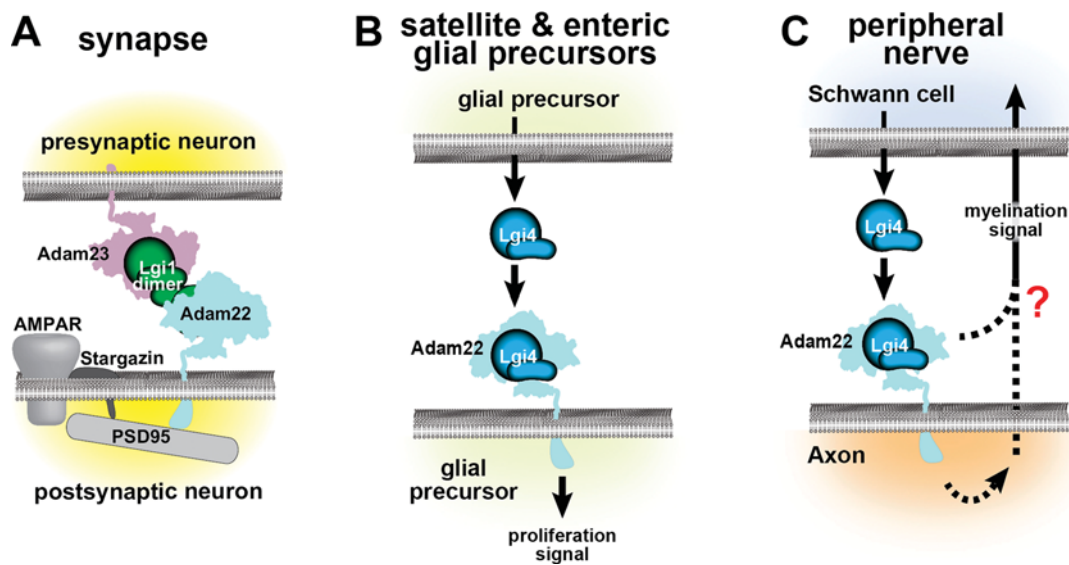 A
synapse
presynaptic neuron
Adam23
Lgi1
dimer
Adam22
AMPAR
Stargazin
PSD95
postsynaptic neuron
B
satellite & enteric
glial precursors
glial precursor
Lgi4
Adam22
Lgi4
glial
precursor
proliferation
signal
C
peripheral
nerve
Schwann cell
Lgi4
myelination
signal
?
Adam22
Lgi4
Axon